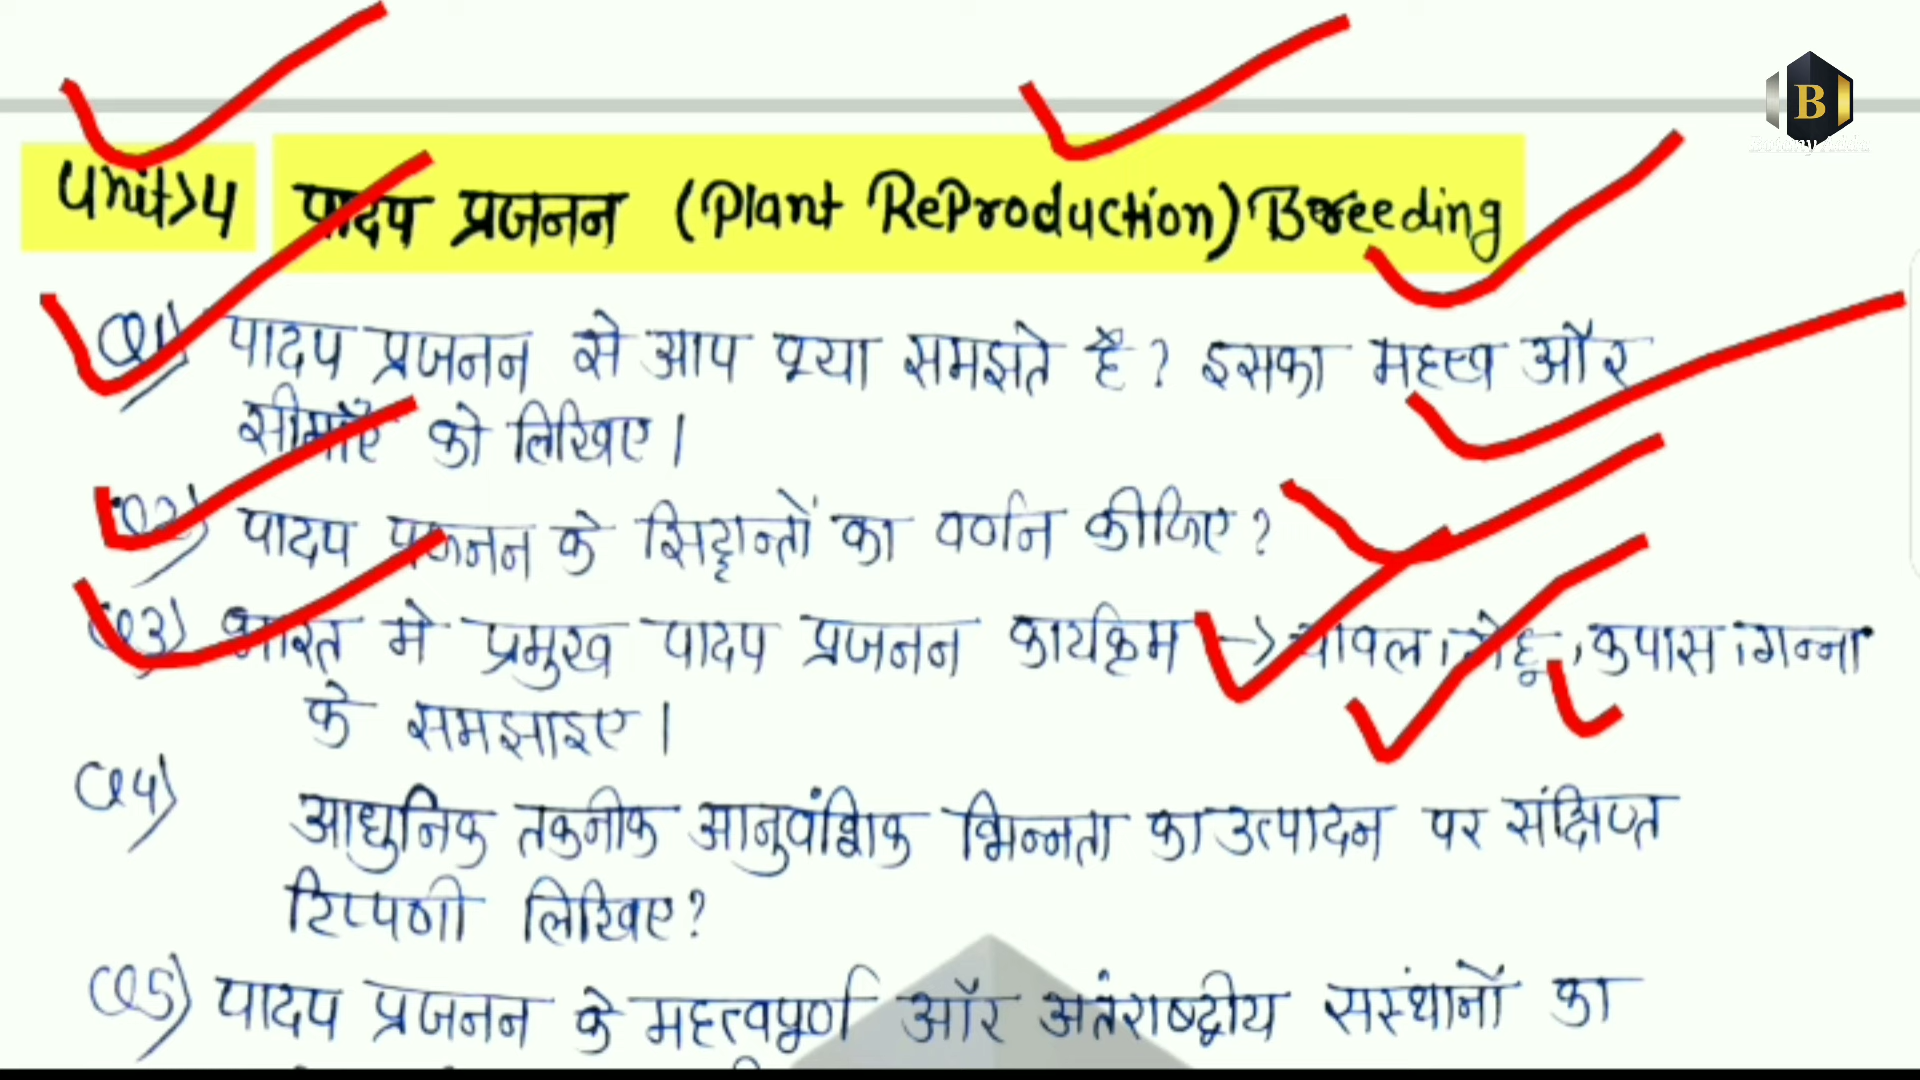 Unit>4 पादप प्रजनन (Plant ReProduction) Breeding
Q1) पादप प्रजनन से आप क्या समझते है? इसका महत्व और
सीमाएँ को लिखिए।
Q2) पादप प्रजनन के सिद्वान्तों का वर्णन कीजिए?
Q3) भारत मे प्रमुख पादप प्रजनन कार्यक्रम → चावल, गेहू, कपास, गन्ना
के समझाइए।
Q4)
आधुनिक तकनीक आनुवंशिक भिन्नता का उत्पादन पर संक्षिप्त
टिप्पणी लिखिए?
Q5) पादप प्रजनन के महत्वपूर्ण और अतंराष्ट्रीय सस्थानों का
B